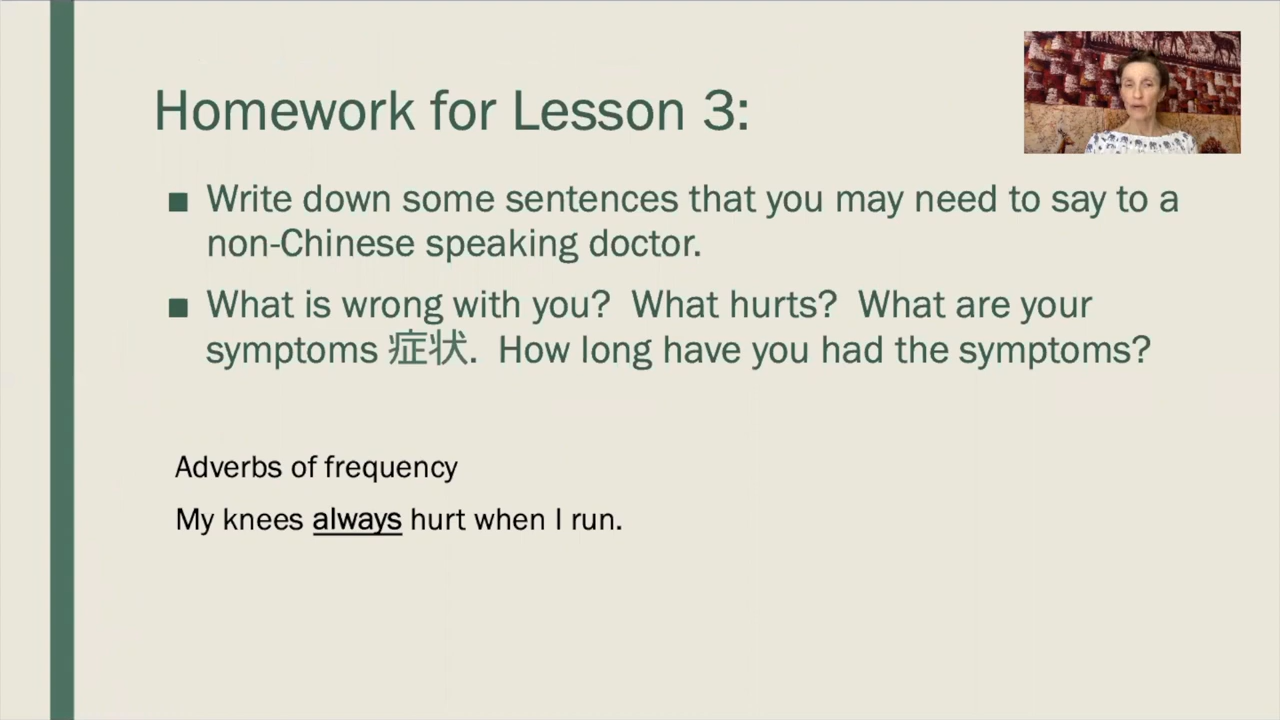 Homework for Lesson 3:
■ Write down some sentences that you may need to say to a
non-Chinese speaking doctor.
■ What is wrong with you?  What hurts?  What are your
symptoms 症状.  How long have you had the symptoms?
Adverbs of frequency
My knees always hurt when I run.